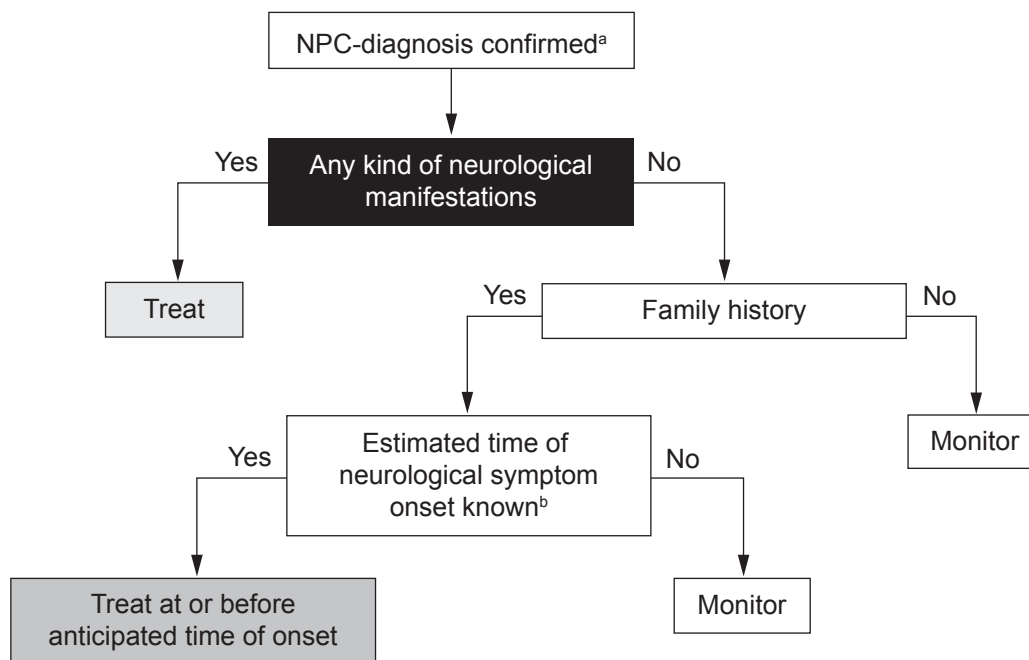 NPC-diagnosis confirmedᵃ
Yes
Any kind of neurological
manifestations
No
Treat
Yes
Family history
No
Yes
Estimated time of
neurological symptom
onset knownᵇ
No
Monitor
Treat at or before
anticipated time of onset
Monitor